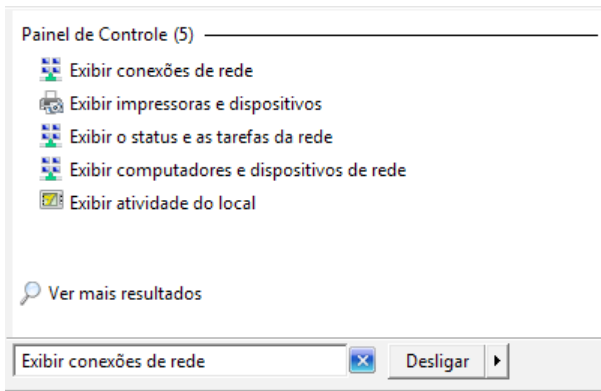 Painel de Controle (5)
Exibir conexões de rede
Exibir impressoras e dispositivos
Exibir o status e as tarefas da rede
Exibir computadores e dispositivos de rede
Exibir atividade do local
Ver mais resultados
Exibir conexões de rede
Desligar